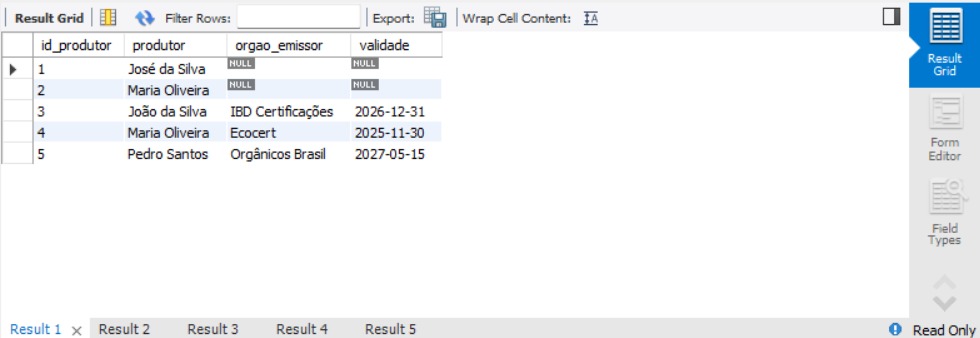 Result Grid Filter Rows: Export: Wrap Cell Content: IA
id_produtor produtor orgao_emissor validade
1 José da Silva NULL NULL
2 Maria Oliveira NULL NULL
3 João da Silva IBD Certificações 2026-12-31
4 Maria Oliveira Ecocert 2025-11-30
5 Pedro Santos Orgânicos Brasil 2027-05-15
Result
Grid
Form
Editor
Field
Types
Result 1 × Result 2 Result 3 Result 4 Result 5 Read Only